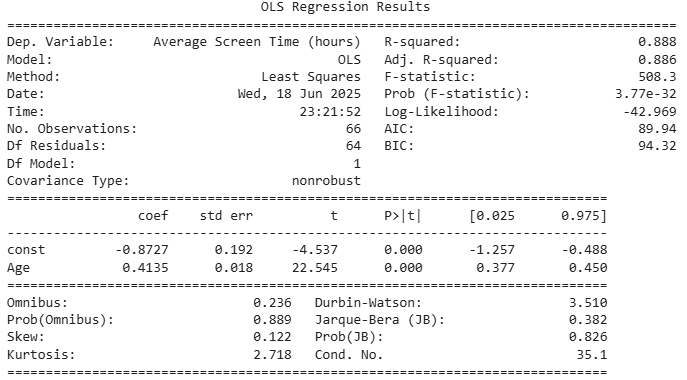 OLS Regression Results
==============================================================================
Dep. Variable: Average Screen Time (hours) R-squared: 0.888
Model: OLS Adj. R-squared: 0.886
Method: Least Squares F-statistic: 508.3
Date: Wed, 18 Jun 2025 Prob (F-statistic): 3.77e-32
Time: 23:21:52 Log-Likelihood: -42.969
No. Observations: 66 AIC: 89.94
Df Residuals: 64 BIC: 94.32
Df Model: 1
Covariance Type: nonrobust
==============================================================================
coef std err t P>|t| [0.025 0.975]
------------------------------------------------------------------------------
const -0.8727 0.192 -4.537 0.000 -1.257 -0.488
Age 0.4135 0.018 22.545 0.000 0.377 0.450
==============================================================================
Omnibus: 0.236 Durbin-Watson: 3.510
Prob(Omnibus): 0.889 Jarque-Bera (JB): 0.382
Skew: 0.122 Prob(JB): 0.826
Kurtosis: 2.718 Cond. No. 35.1
==============================================================================